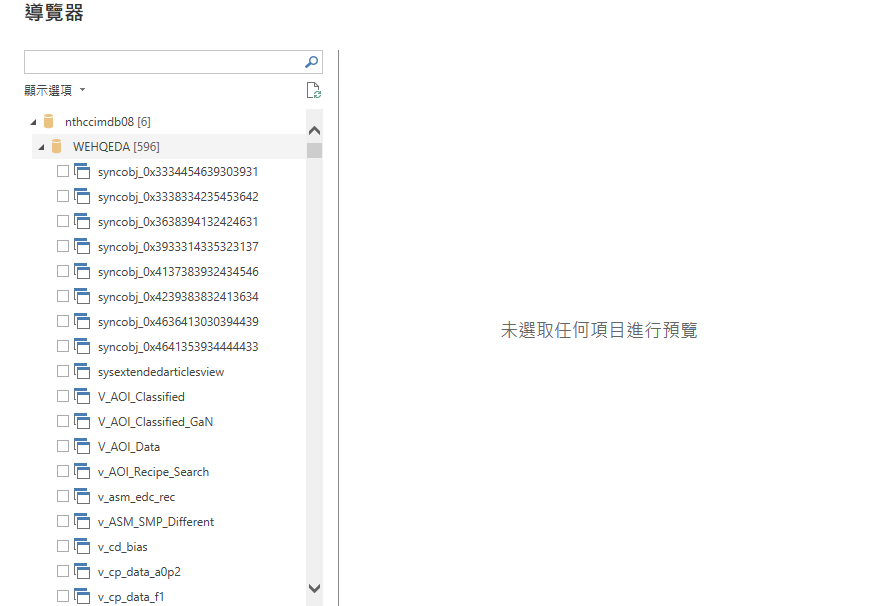 導覽器
顯示選項
nthccimdb08 [6]
WEHQEDA [596]
syncobj_0x3334454639303931
syncobj_0x3338334235453642
syncobj_0x3638394132424631
syncobj_0x3933314335323137
syncobj_0x4137383932434546
syncobj_0x4239383832413634
syncobj_0x4636413030394439
syncobj_0x4641353934444433
sysextendedarticlesview
V_AOI_Classified
V_AOI_Classified_GaN
V_AOI_Data
v_AOI_Recipe_Search
v_asm_edc_rec
v_ASM_SMP_Different
v_cd_bias
v_cp_data_a0p2
v_cp_data_f1
未選取任何項目進行預覽